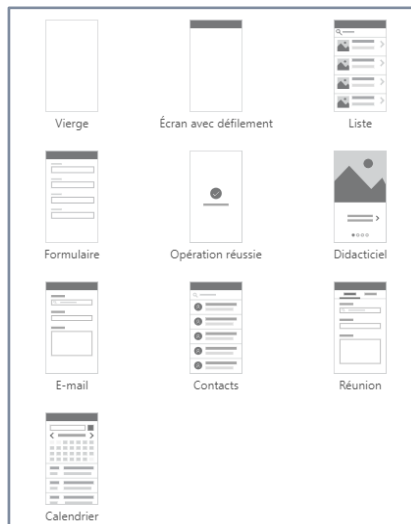 Vierge
Écran avec défilement
Liste
Formulaire
Opération réussie
Didacticiel
E-mail
Contacts
Réunion
Calendrier